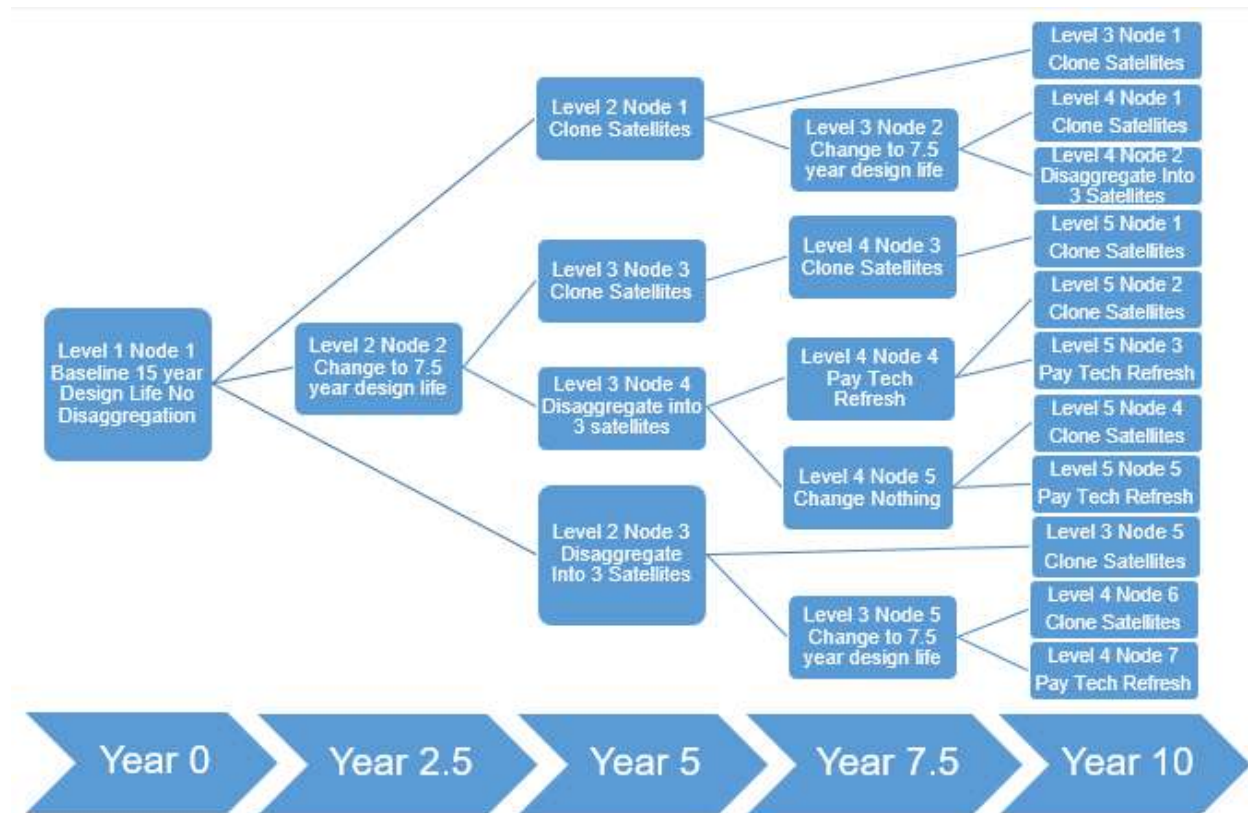 Level 1 Node 1
Baseline 15 year
Design Life No
Disaggregation
Level 2 Node 2
Change to 7.5
year design life
Level 2 Node 1
Clone Satellites
Level 3 Node 3
Clone Satellites
Level 3 Node 4
Disaggregate into
3 satellites
Level 2 Node 3
Disaggregate
Into 3 Satellites
Level 3 Node 2
Change to 7.5
year design life
Level 4 Node 3
Clone Satellites
Level 4 Node 4
Pay Tech
Refresh
Level 4 Node 5
Change Nothing
Level 3 Node 5
Change to 7.5
year design life
Level 3 Node 1
Clone Satellites
Level 4 Node 1
Clone Satellites
Level 4 Node 2
Disaggregate Into
3 Satellites
Level 5 Node 1
Clone Satellites
Level 5 Node 2
Clone Satellites
Level 5 Node 3
Pay Tech Refresh
Level 5 Node 4
Clone Satellites
Level 5 Node 5
Pay Tech Refresh
Level 3 Node 5
Clone Satellites
Level 4 Node 6
Clone Satellites
Level 4 Node 7
Pay Tech Refresh
Year 0
Year 2.5
Year 5
Year 7.5
Year 10